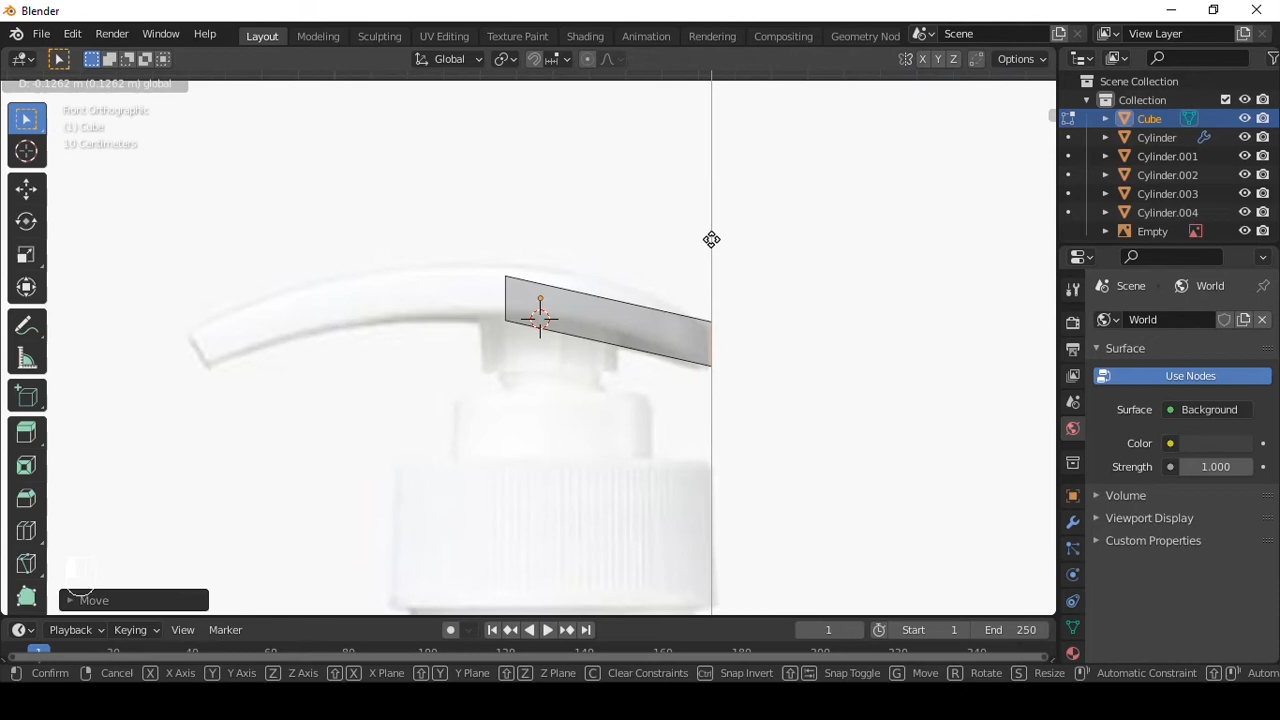 Blender
File Edit Render Window Help Layout Modeling Sculpting UV Editing Texture Paint Shading Animation Rendering Compositing Geometry Nod Scene View Layer
Global X Y Z Options
D: -0.1262 m (0.1262 m) global
Front Orthographic
(1) Cube
10 Centimeters
Scene Collection
Collection
Cube
Cylinder
Cylinder.001
Cylinder.002
Cylinder.003
Cylinder.004
Empty
Scene World
World
Surface
Use Nodes
Surface Background
Color
Strength 1.000
Volume
Viewport Display
Custom Properties
Move
Playback Keying View Marker 1 Start 1 End 250
Confirm Cancel X X Axis Y Y Axis Z Z Axis X X Plane Y Y Plane Z Z Plane C Clear Constraints Ctrl Snap Invert Snap Toggle G Move R Rotate S Resize Automatic Constraint Autom